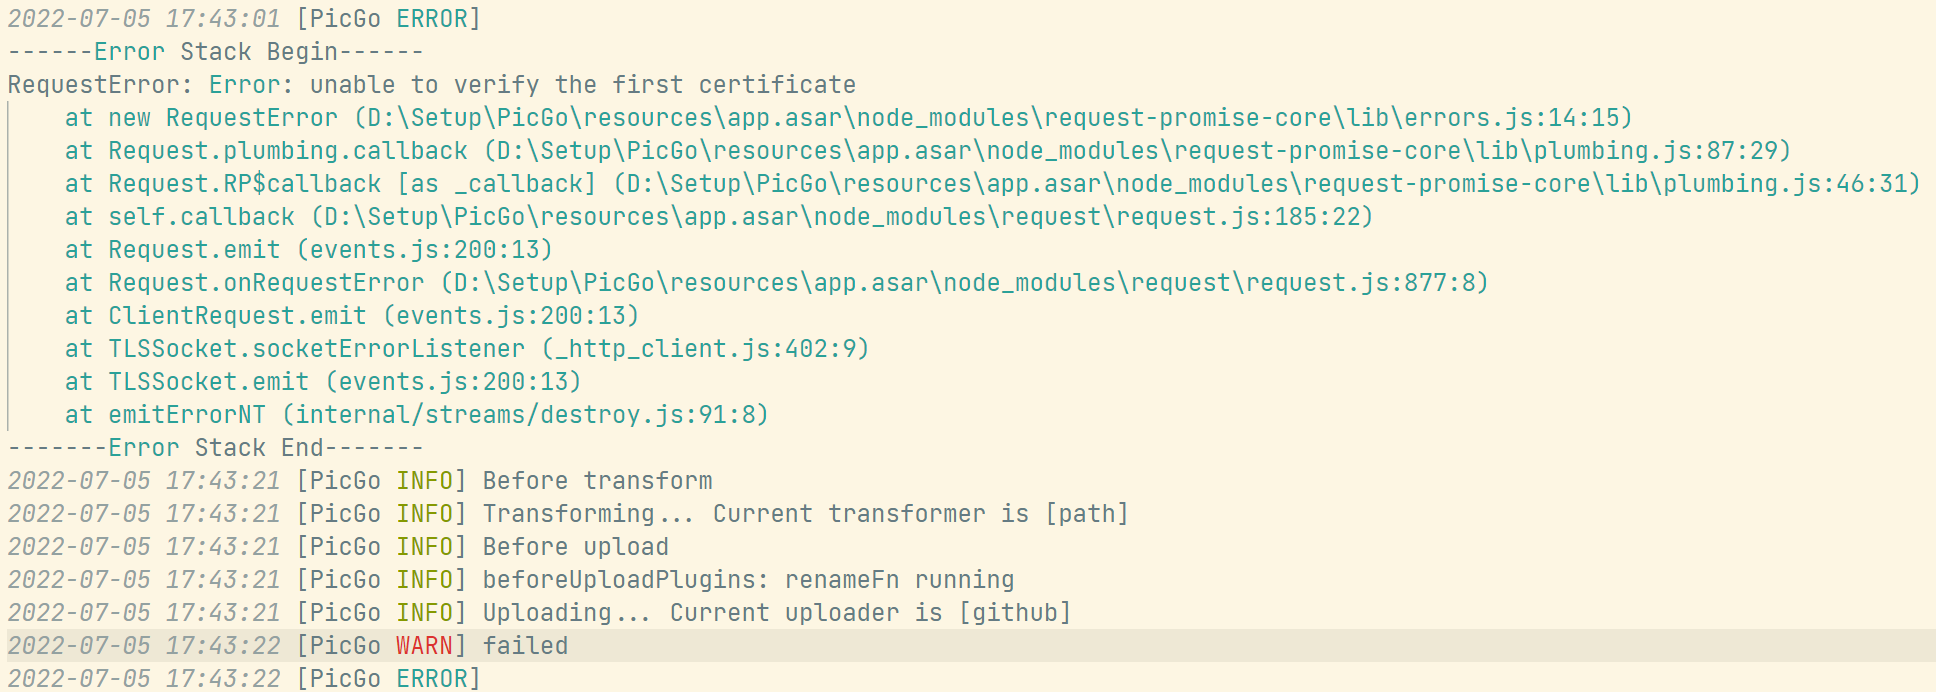 2022-07-05 17:43:01 [PicGo ERROR]
------Error Stack Begin------
RequestError: Error: unable to verify the first certificate
    at new RequestError (D:\Setup\PicGo\resources\app.asar\node_modules\request-promise-core\lib\errors.js:14:15)
    at Request.plumbing.callback (D:\Setup\PicGo\resources\app.asar\node_modules\request-promise-core\lib\plumbing.js:87:29)
    at Request.RP$callback [as _callback] (D:\Setup\PicGo\resources\app.asar\node_modules\request-promise-core\lib\plumbing.js:46:31)
    at self.callback (D:\Setup\PicGo\resources\app.asar\node_modules\request\request.js:185:22)
    at Request.emit (events.js:200:13)
    at Request.onRequestError (D:\Setup\PicGo\resources\app.asar\node_modules\request\request.js:877:8)
    at ClientRequest.emit (events.js:200:13)
    at TLSSocket.socketErrorListener (_http_client.js:402:9)
    at TLSSocket.emit (events.js:200:13)
    at emitErrorNT (internal/streams/destroy.js:91:8)
-------Error Stack End-------
2022-07-05 17:43:21 [PicGo INFO] Before transform
2022-07-05 17:43:21 [PicGo INFO] Transforming... Current transformer is [path]
2022-07-05 17:43:21 [PicGo INFO] Before upload
2022-07-05 17:43:21 [PicGo INFO] beforeUploadPlugins: renameFn running
2022-07-05 17:43:21 [PicGo INFO] Uploading... Current uploader is [github]
2022-07-05 17:43:22 [PicGo WARN] failed
2022-07-05 17:43:22 [PicGo ERROR]